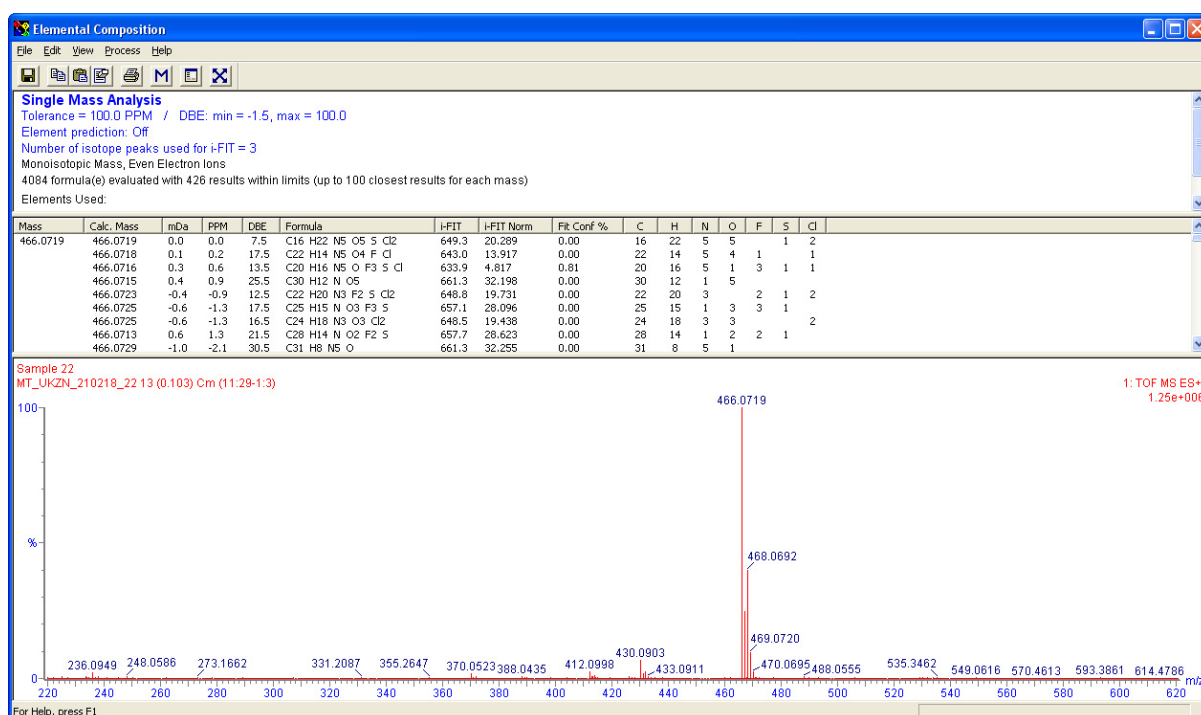 Elemental Composition
File Edit View Process Help
M
Single Mass Analysis
Tolerance = 100.0 PPM / DBE: min = -1.5, max = 100.0
Element prediction: Off
Number of isotope peaks used for i-FIT = 3
Monoisotopic Mass, Even Electron Ions
4084 formula(e) evaluated with 426 results within limits (up to 100 closest results for each mass)
Elements Used:
Mass Calc. Mass mDa PPM DBE Formula i-FIT i-FIT Norm Fit Conf % C H N O F S Cl
466.0719 466.0719 0.0 0.0 7.5 C16 H22 N5 O5 S Cl2 649.3 20.289 0.00 16 22 5 5 1 2
466.0718 0.1 0.2 17.5 C22 H14 N5 O4 F Cl 643.0 13.917 0.00 22 14 5 4 1 1
466.0716 0.3 0.6 13.5 C20 H16 N5 O F3 S Cl 633.9 4.817 0.81 20 16 5 1 3 1 1
466.0715 0.4 0.9 25.5 C30 H12 N O5 661.3 32.198 0.00 30 12 1 5
466.0723 -0.4 -0.9 12.5 C22 H20 N3 F2 S Cl2 648.8 19.731 0.00 22 20 3 2 1 2
466.0725 -0.6 -1.3 17.5 C25 H15 N O3 F3 S 657.1 28.096 0.00 25 15 1 3 3 1
466.0725 -0.6 -1.3 16.5 C24 H18 N3 O3 Cl2 648.5 19.438 0.00 24 18 3 3 2
466.0713 0.6 1.3 21.5 C28 H14 N O2 F2 S 657.7 28.623 0.00 28 14 1 2 2 1
466.0729 -1.0 -2.1 30.5 C31 H8 N5 O 661.3 32.255 0.00 31 8 5 1
Sample 22
MT_UKZN_210218_22 13 (0.103) Cm (11:29-1:3)
1: TOF MS ES+
1.25e+006
100
466.0719
%
468.0692
469.0720
236.0949 248.0586 273.1662 331.2087 355.2647 370.0523 388.0435 412.0998 430.0903 433.0911 470.0695 488.0555 535.3462 549.0616 570.4613 593.3861 614.4786
0
220 240 260 280 300 320 340 360 380 400 420 440 460 480 500 520 540 560 580 600 620 m/z
For Help, press F1